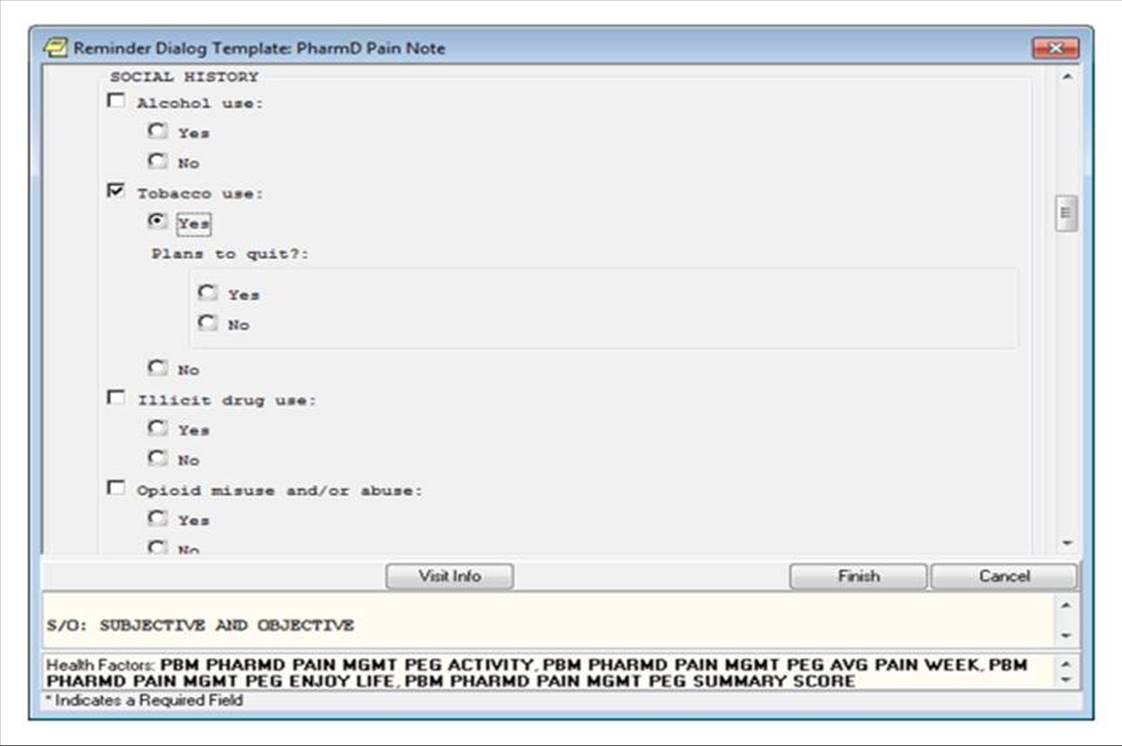 Reminder Dialog Template: PharmD Pain Note
SOCIAL HISTORY
Alcohol use:
Yes
No
Tobacco use:
Yes
Plans to quit?:
Yes
No
No
Illicit drug use:
Yes
No
Opioid misuse and/or abuse:
Yes
No
Visit Info Finish Cancel
S/O: SUBJECTIVE AND OBJECTIVE
Health Factors: PBM PHARMD PAIN MGMT PEG ACTIVITY, PBM PHARMD PAIN MGMT PEG AVG PAIN WEEK, PBM
PHARMD PAIN MGMT PEG ENJOY LIFE, PBM PHARMD PAIN MGMT PEG SUMMARY SCORE
* Indicates a Required Field